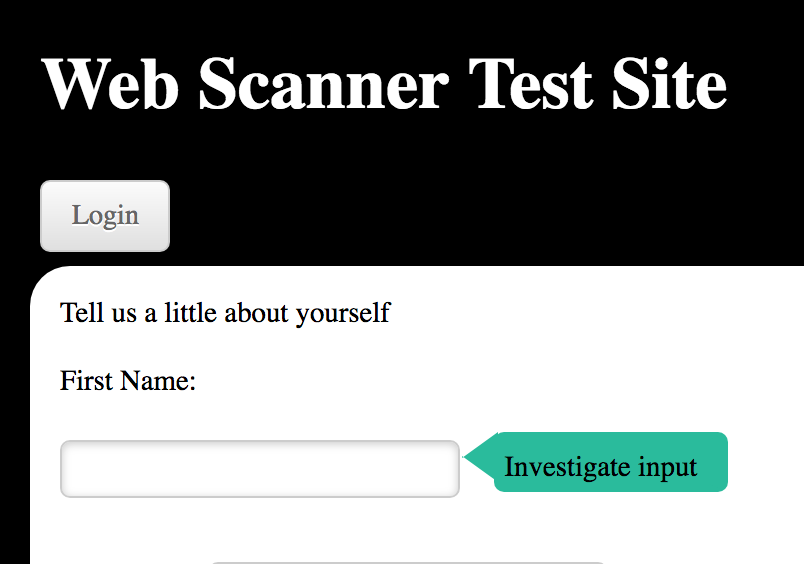 Web Scanner Test Site
Login
Tell us a little about yourself
First Name:
Investigate input